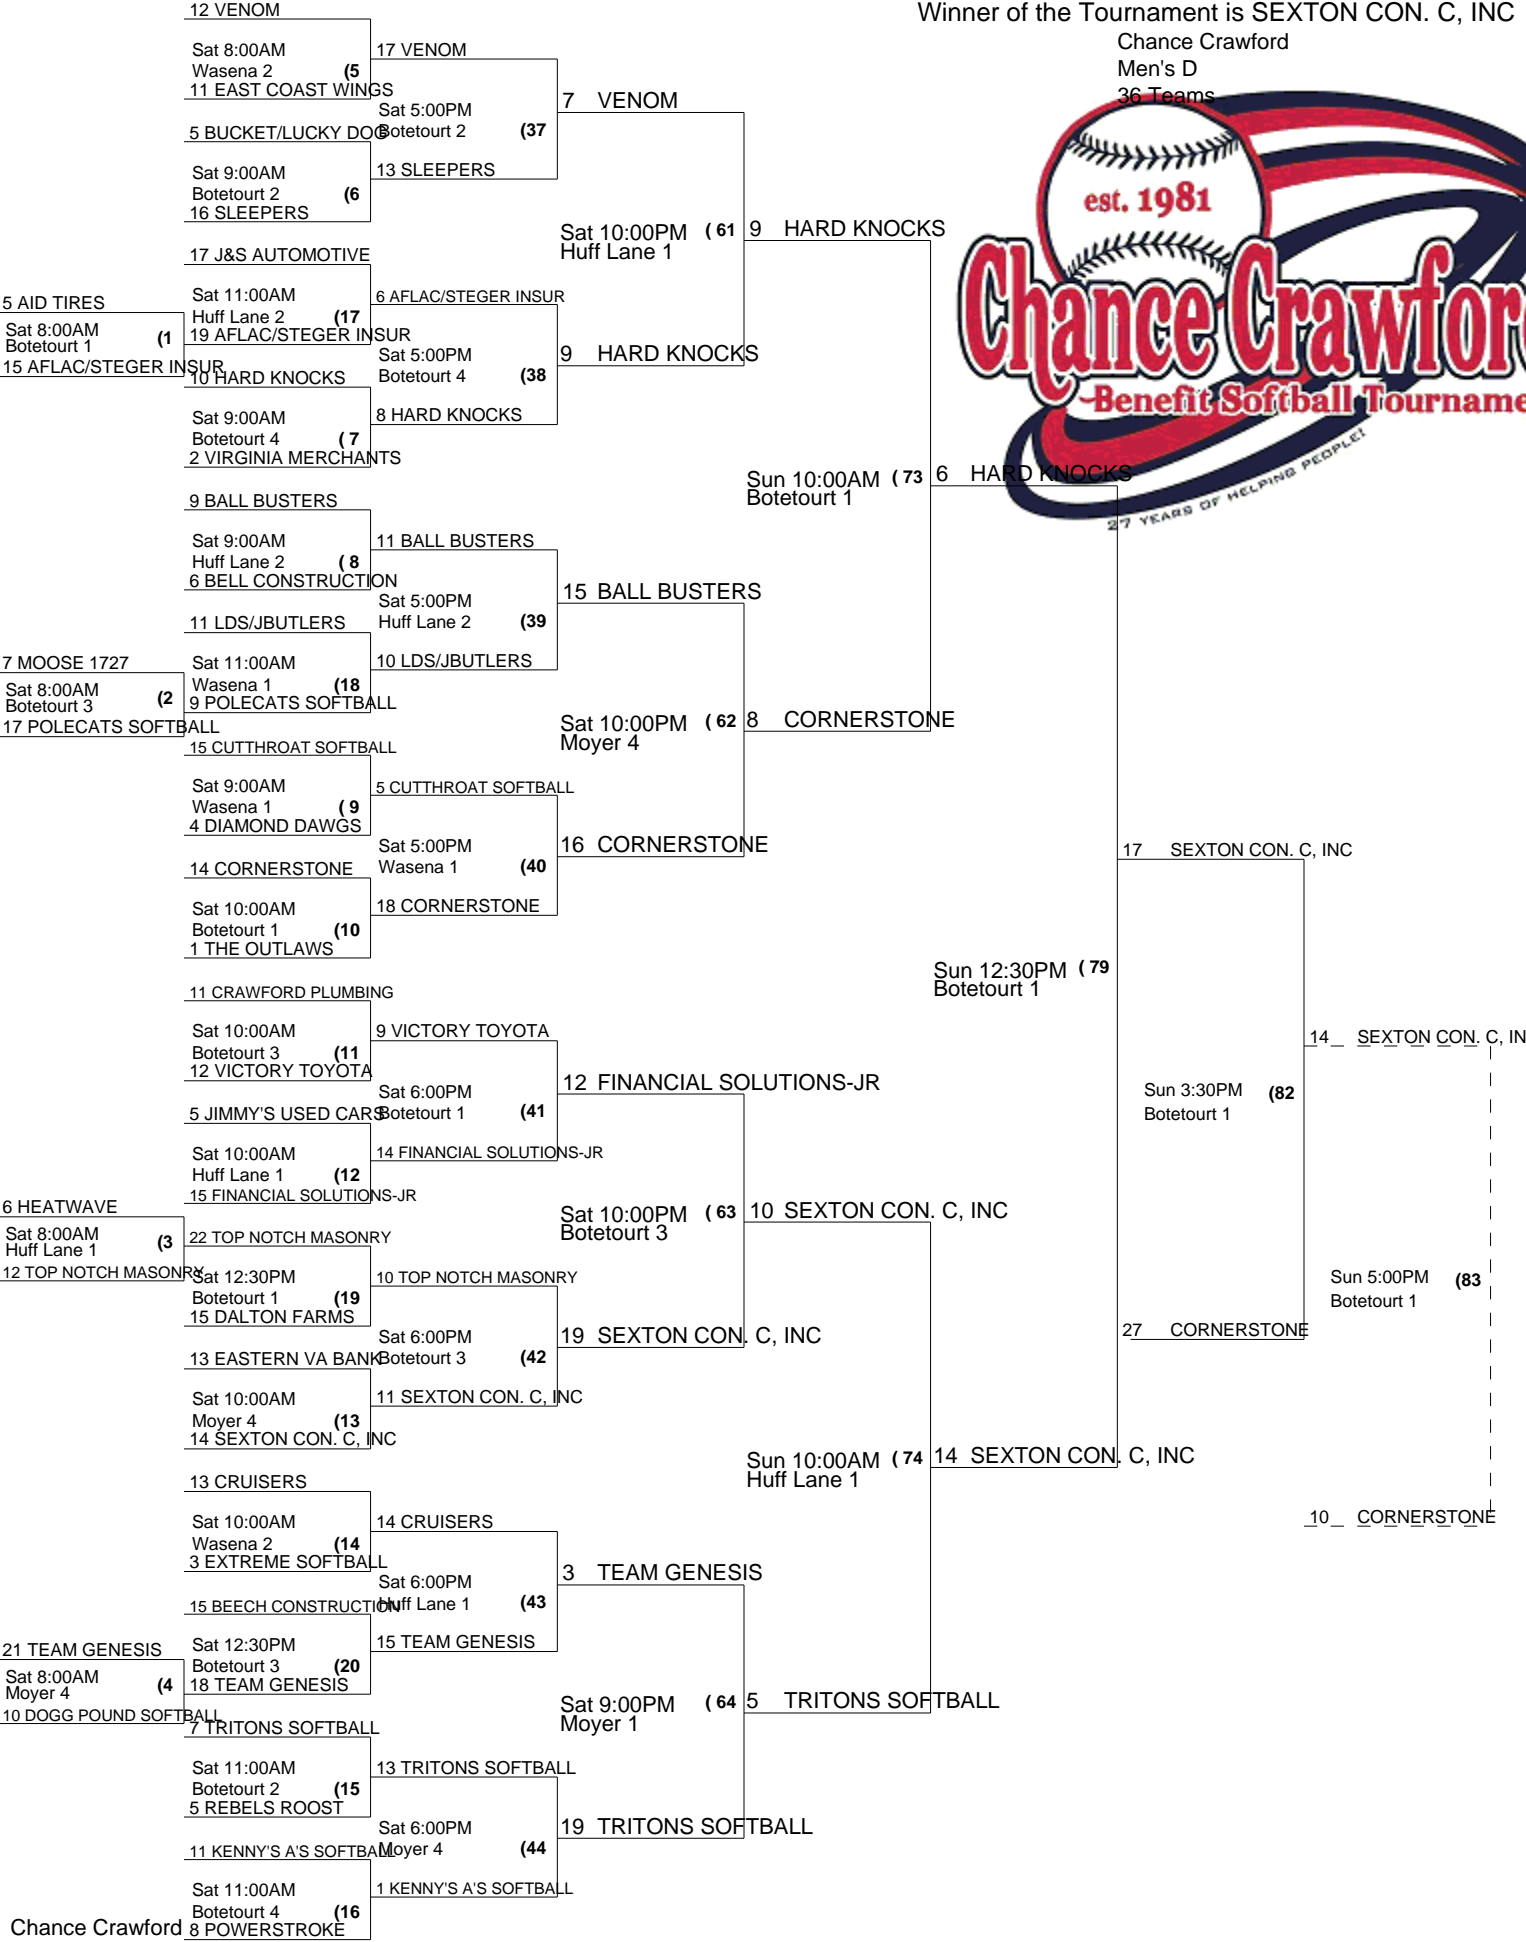 Winner of the Tournament is SEXTON CON. C, INC
Chance Crawford
Men's D
36 Teams
est. 1981
Chance Crawfor
Benefit Softball Tourname
27 YEARS OF HELPING PEOPLE!
5 AID TIRES
Sat 8:00AM
Botetourt 1 (1
15 AFLAC/STEGER INSUR
7 MOOSE 1727
Sat 8:00AM
Botetourt 3 (2
17 POLECATS SOFTBALL
6 HEATWAVE
Sat 8:00AM
Huff Lane 1 (3
12 TOP NOTCH MASONRY
21 TEAM GENESIS
Sat 8:00AM
Moyer 4 (4
10 DOGG POUND SOFTBALL
12 VENOM
Sat 8:00AM
Wasena 2 (5
11 EAST COAST WINGS
5 BUCKET/LUCKY DOG
Sat 9:00AM
Botetourt 2 (6
16 SLEEPERS
17 J&S AUTOMOTIVE
Sat 11:00AM
Huff Lane 2 (17
19 AFLAC/STEGER INSUR
10 HARD KNOCKS
Sat 9:00AM
Botetourt 4 ( 7
2 VIRGINIA MERCHANTS
9 BALL BUSTERS
Sat 9:00AM
Huff Lane 2 ( 8
6 BELL CONSTRUCTION
11 LDS/JBUTLERS
Sat 11:00AM
Wasena 1 (18
9 POLECATS SOFTBALL
15 CUTTHROAT SOFTBALL
Sat 9:00AM
Wasena 1 ( 9
4 DIAMOND DAWGS
14 CORNERSTONE
Sat 10:00AM
Botetourt 1 (10
1 THE OUTLAWS
11 CRAWFORD PLUMBING
Sat 10:00AM
Botetourt 3 (11
12 VICTORY TOYOTA
5 JIMMY'S USED CARS
Sat 10:00AM
Huff Lane 1 (12
15 FINANCIAL SOLUTIONS-JR
22 TOP NOTCH MASONRY
Sat 12:30PM
Botetourt 1 (19
15 DALTON FARMS
13 EASTERN VA BANK
Sat 10:00AM
Moyer 4 (13
14 SEXTON CON. C, INC
13 CRUISERS
Sat 10:00AM
Wasena 2 (14
3 EXTREME SOFTBALL
15 BEECH CONSTRUCTION
Sat 12:30PM
Botetourt 3 (20
18 TEAM GENESIS
7 TRITONS SOFTBALL
Sat 11:00AM
Botetourt 2 (15
5 REBELS ROOST
11 KENNY'S A'S SOFTBALL
Sat 11:00AM
Botetourt 4 (16
8 POWERSTROKE
17 VENOM
Sat 5:00PM
Botetourt 2 (37
13 SLEEPERS
6 AFLAC/STEGER INSUR
Sat 5:00PM
Botetourt 4 (38
8 HARD KNOCKS
11 BALL BUSTERS
Sat 5:00PM
Huff Lane 2 (39
10 LDS/JBUTLERS
5 CUTTHROAT SOFTBALL
Sat 5:00PM
Wasena 1 (40
18 CORNERSTONE
9 VICTORY TOYOTA
Sat 6:00PM
Botetourt 1 (41
14 FINANCIAL SOLUTIONS-JR
10 TOP NOTCH MASONRY
Sat 6:00PM
Botetourt 3 (42
11 SEXTON CON. C, INC
14 CRUISERS
Sat 6:00PM
Huff Lane 1 (43
15 TEAM GENESIS
13 TRITONS SOFTBALL
Sat 6:00PM
Moyer 4 (44
1 KENNY'S A'S SOFTBALL
7 VENOM
Sat 10:00PM ( 61
Huff Lane 1
9 HARD KNOCKS
15 BALL BUSTERS
Sat 10:00PM ( 62
Moyer 4
16 CORNERSTONE
12 FINANCIAL SOLUTIONS-JR
Sat 10:00PM ( 63
Botetourt 3
19 SEXTON CON. C, INC
3 TEAM GENESIS
Sat 9:00PM ( 64
Moyer 1
19 TRITONS SOFTBALL
9 HARD KNOCKS
Sun 10:00AM ( 73
Botetourt 1
8 CORNERSTONE
10 SEXTON CON. C, INC
Sun 10:00AM ( 74
Huff Lane 1
5 TRITONS SOFTBALL
6 HARD KNOCKS
Sun 12:30PM ( 79
Botetourt 1
14 SEXTON CON. C, INC
17 SEXTON CON. C, INC
Sun 3:30PM (82
Botetourt 1
27 CORNERSTONE
14 SEXTON CON. C, IN
Sun 5:00PM (83
Botetourt 1
10 CORNERSTONE
Chance Crawford